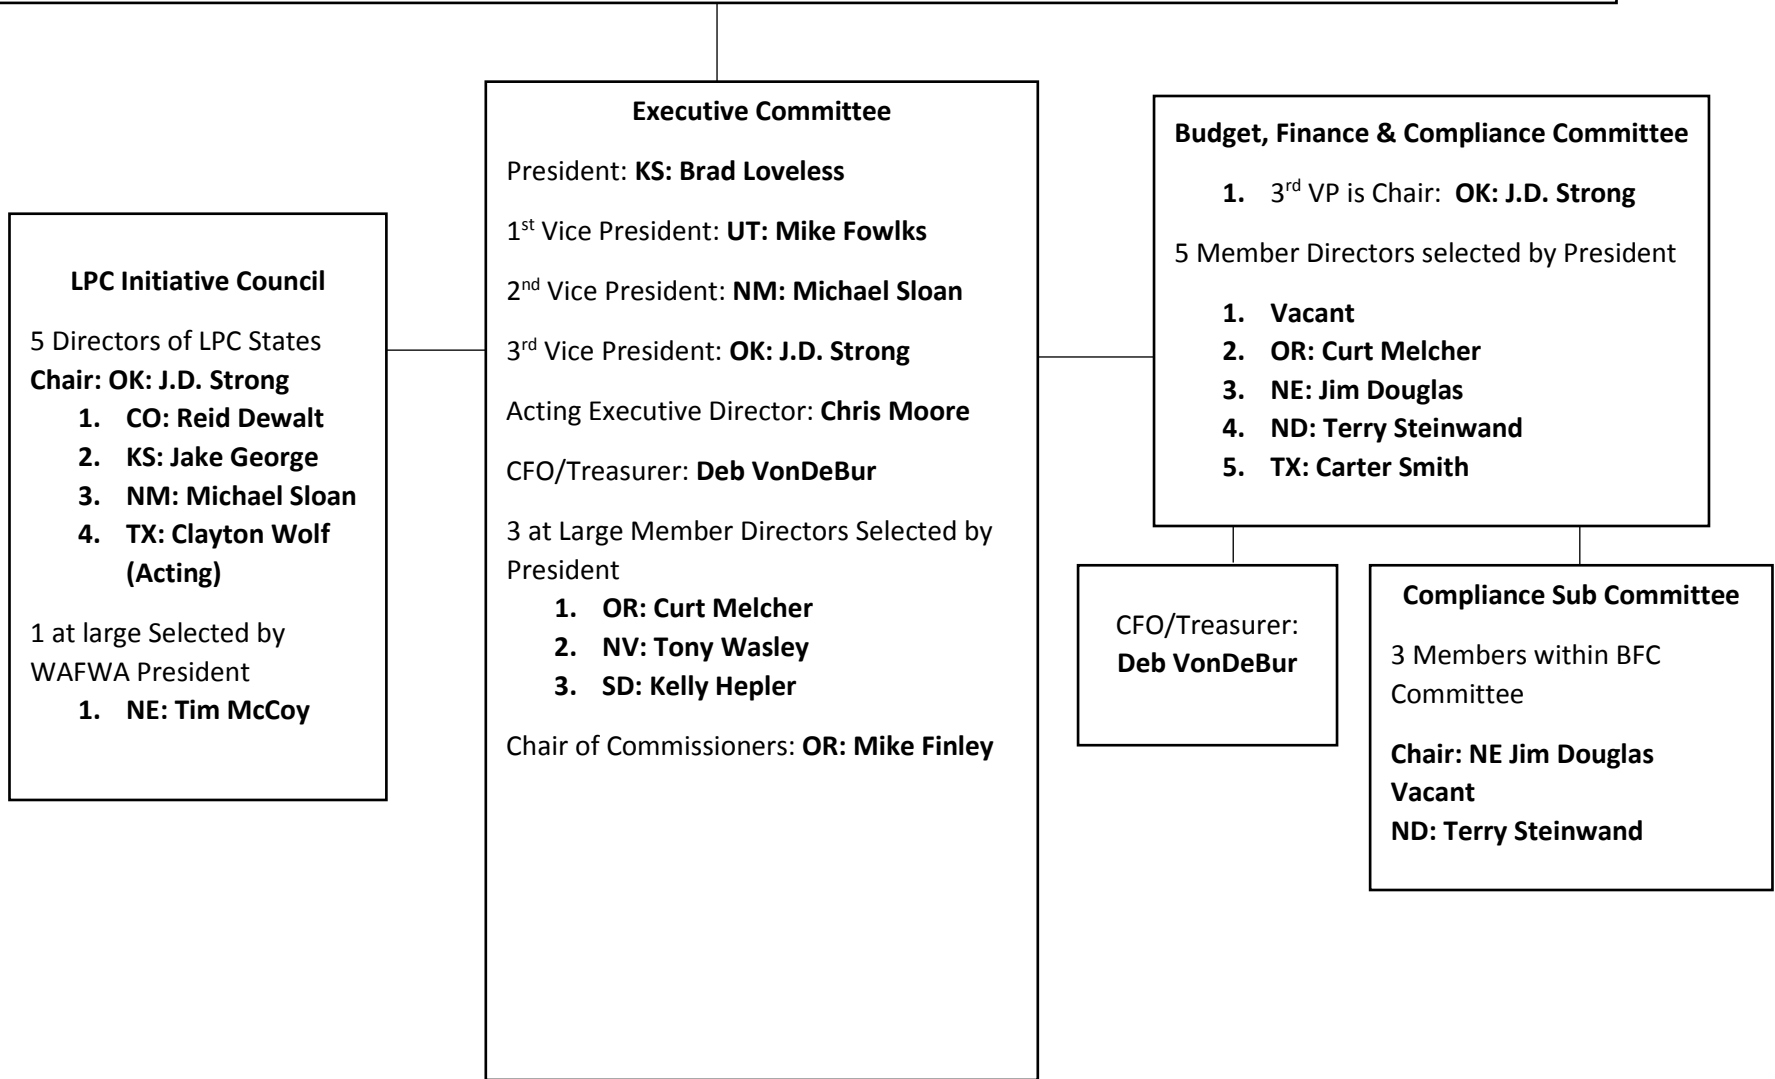 LPC Initiative Council
5 Directors of LPC States
Chair: OK: J.D. Strong
1. CO: Reid Dewalt
2. KS: Jake George
3. NM: Michael Sloan
4. TX: Clayton Wolf
(Acting)
1 at large Selected by
WAFWA President
1. NE: Tim McCoy
Executive Committee
President: KS: Brad Loveless
1st Vice President: UT: Mike Fowlks
2nd Vice President: NM: Michael Sloan
3rd Vice President: OK: J.D. Strong
Acting Executive Director: Chris Moore
CFO/Treasurer: Deb VonDeBur
3 at Large Member Directors Selected by
President
1. OR: Curt Melcher
2. NV: Tony Wasley
3. SD: Kelly Hepler
Chair of Commissioners: OR: Mike Finley
Budget, Finance & Compliance Committee
1. 3rd VP is Chair: OK: J.D. Strong
5 Member Directors selected by President
1. Vacant
2. OR: Curt Melcher
3. NE: Jim Douglas
4. ND: Terry Steinwand
5. TX: Carter Smith
CFO/Treasurer:
Deb VonDeBur
Compliance Sub Committee
3 Members within BFC
Committee
Chair: NE Jim Douglas
Vacant
ND: Terry Steinwand